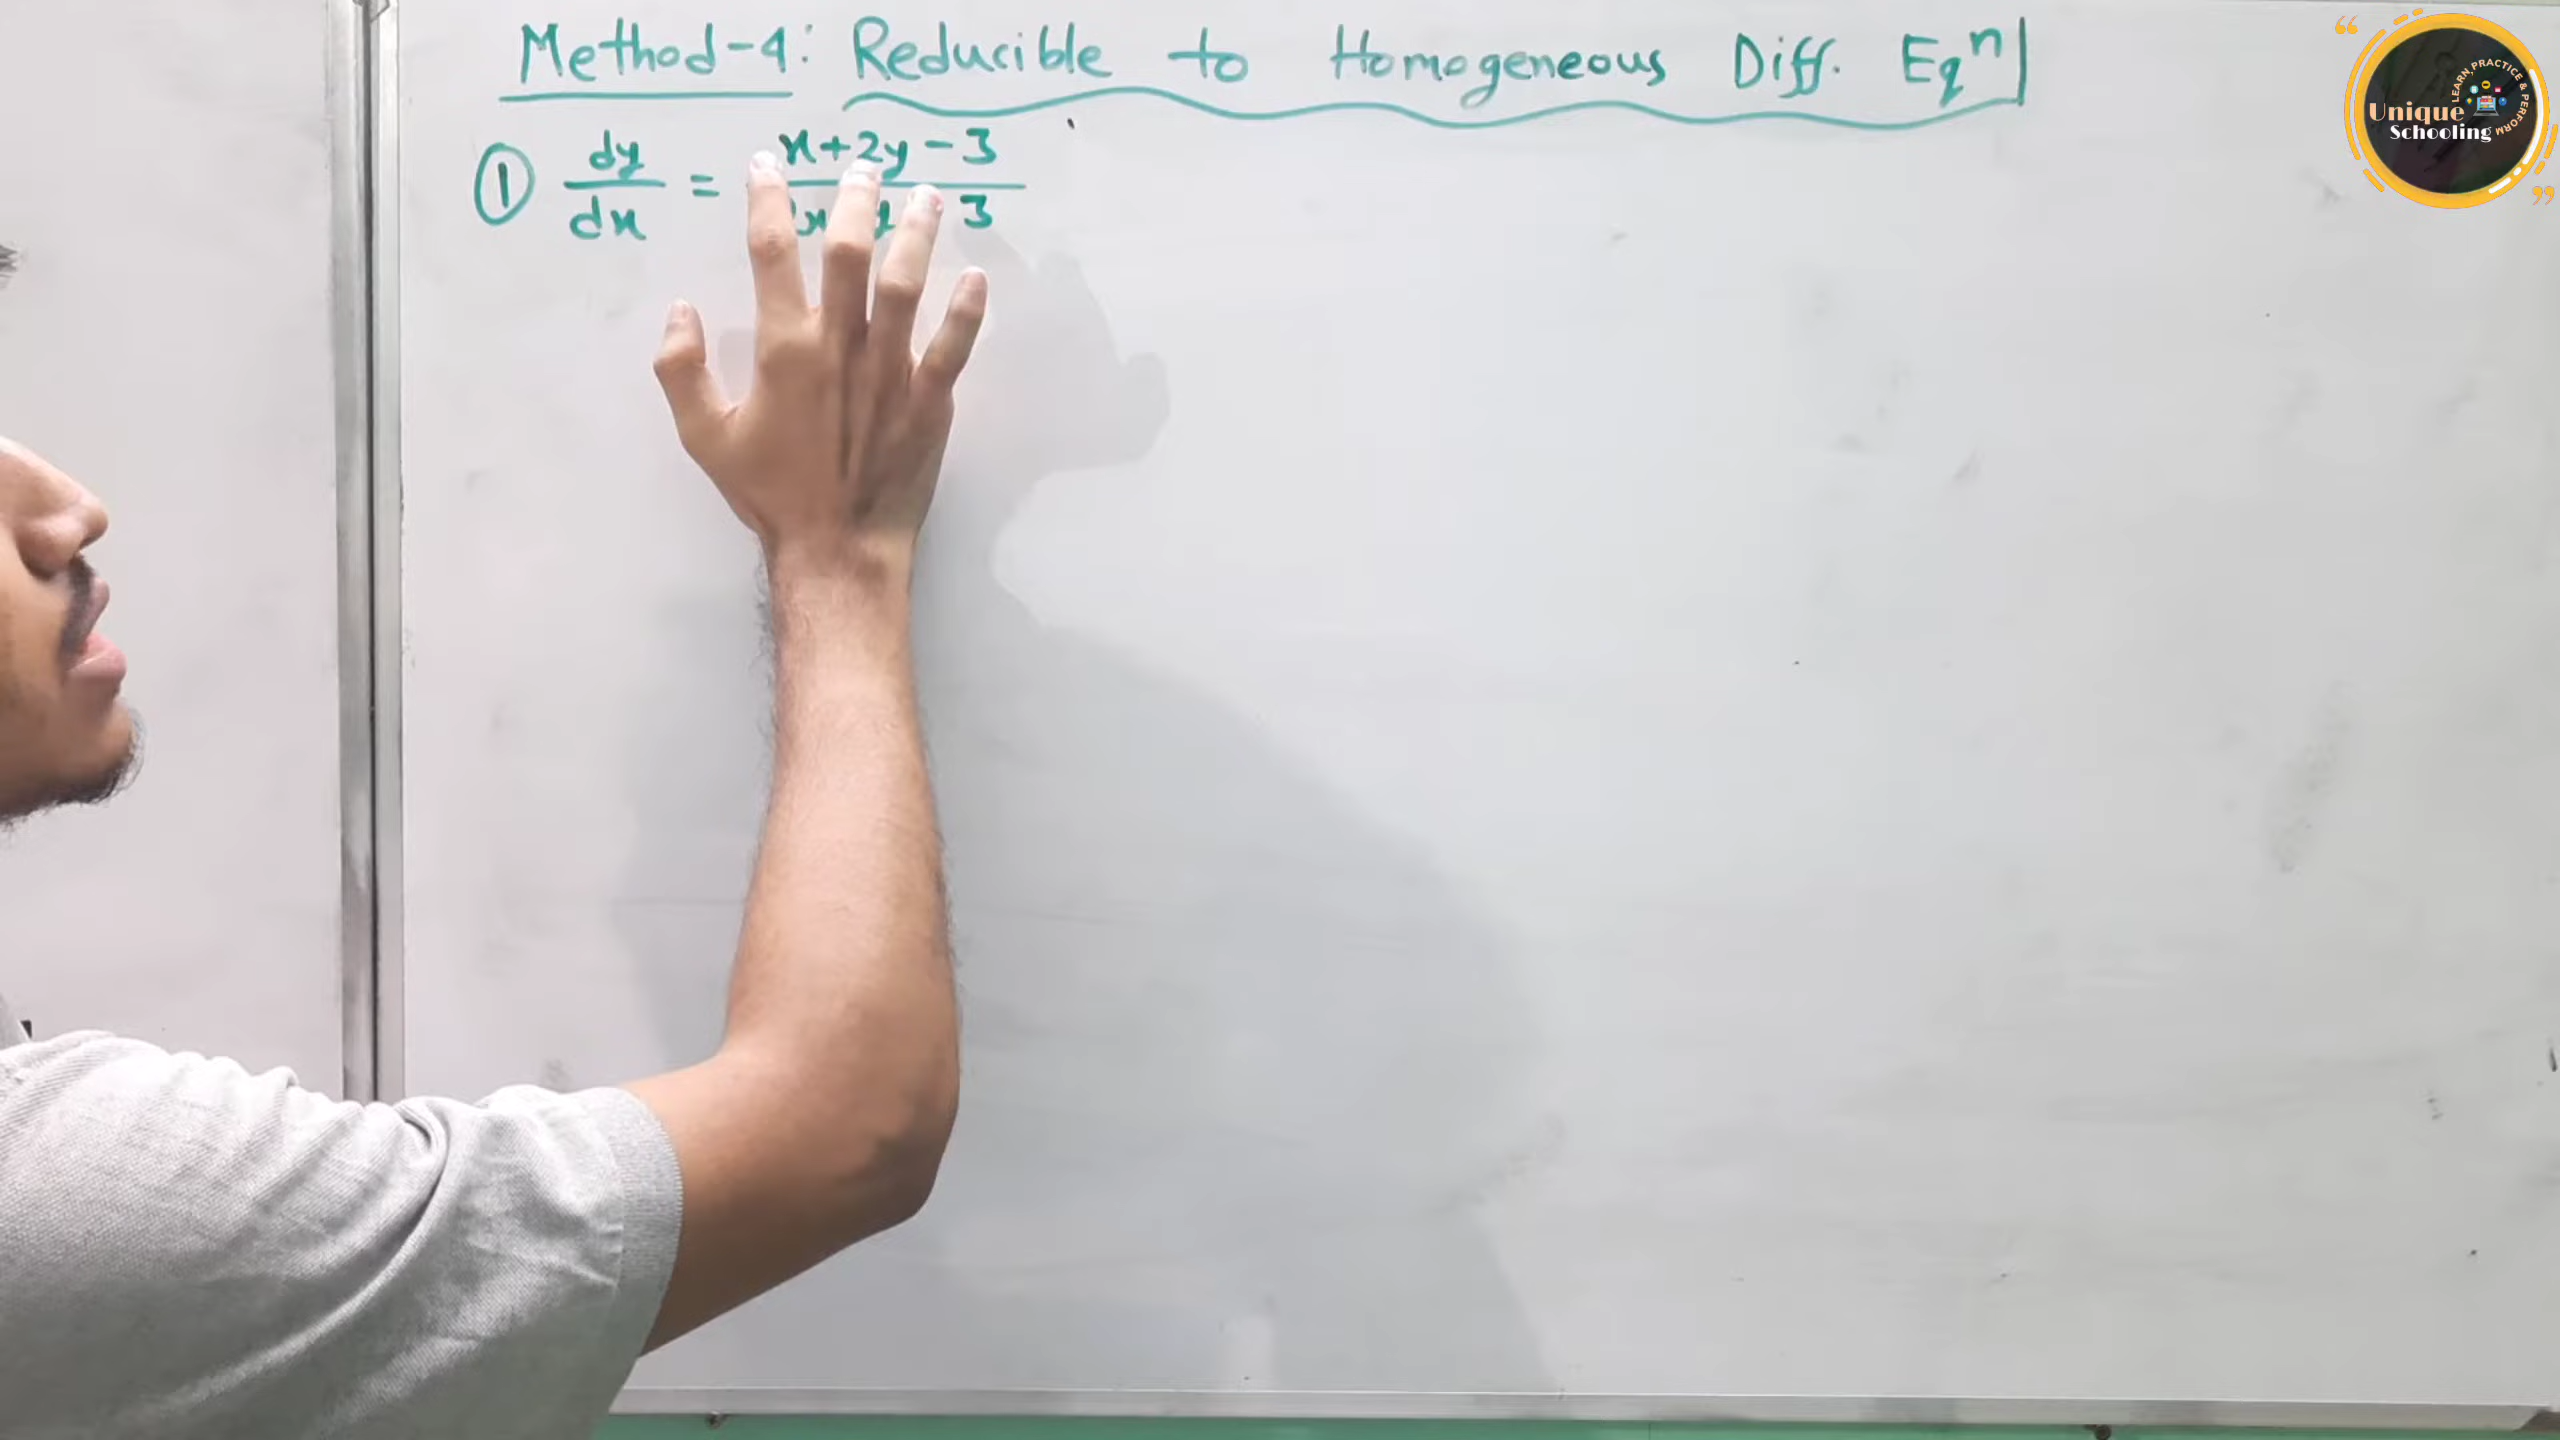 Method-4: Reducible to Homogeneous Diff. Eqⁿ
① dy/dx = x+2y-3
x 3
Unique
Schooling
LEARN PRACTICE & PERFORM